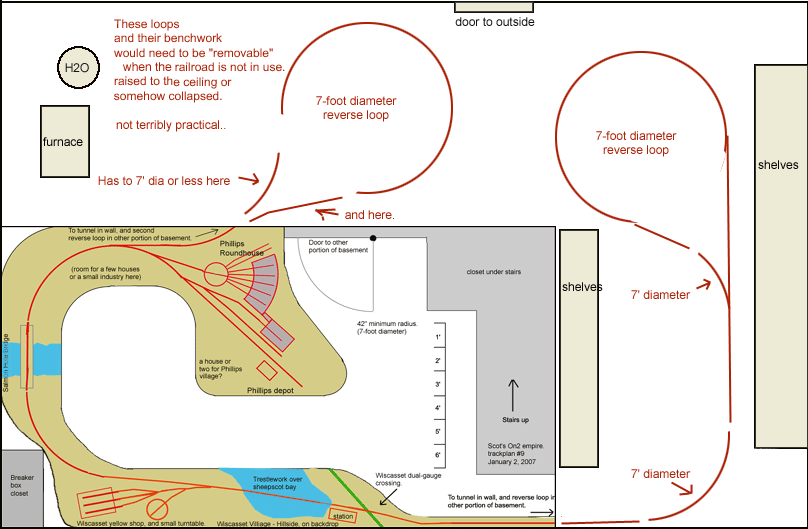 door to outside
These loops
and their benchwork
would need to be "removable"
when the railroad is not in use.
raised to the ceiling or
somehow collapsed.
not terribly practical..
H2O
furnace
7-foot diameter
reverse loop
7-foot diameter
reverse loop
shelves
Has to 7' dia or less here
and here.
To tunnel in wall, and second
reverse loop in other portion of basement.
Phillips
Roundhouse
Door to other
portion of basement
(room for a few houses
or a small industry here)
closet under stairs
shelves
7' diameter
42" minimum radius.
(7-foot diameter)
1'
2'
3'
4'
5'
6'
Salmon Hole Bridge
a house or
two for Phillips
village?
Phillips depot
Stairs up
Scot's On2 empire.
trackplan #9
January 2, 2007
Breaker
box
closet
Trestlework over
sheepscot bay
Wiscasset dual-gauge
crossing.
7' diameter
To tunnel in wall, and reverse loop in
other portion of basement.
station
Wiscasset yellow shop, and small turntable.
Wiscasset Villiage - Hillside, on backdrop